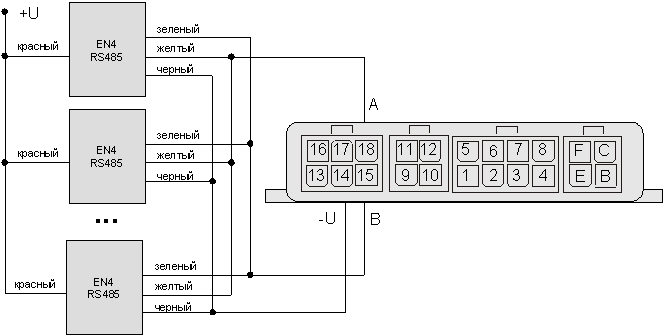 +U
красный
EN4
RS485
зеленый
желтый
черный
красный
EN4
RS485
зеленый
желтый
черный
...
красный
EN4
RS485
зеленый
желтый
черный
A
16 17 18 11 12 5 6 7 8 F C
13 14 15 9 10 1 2 3 4 E B
-U B